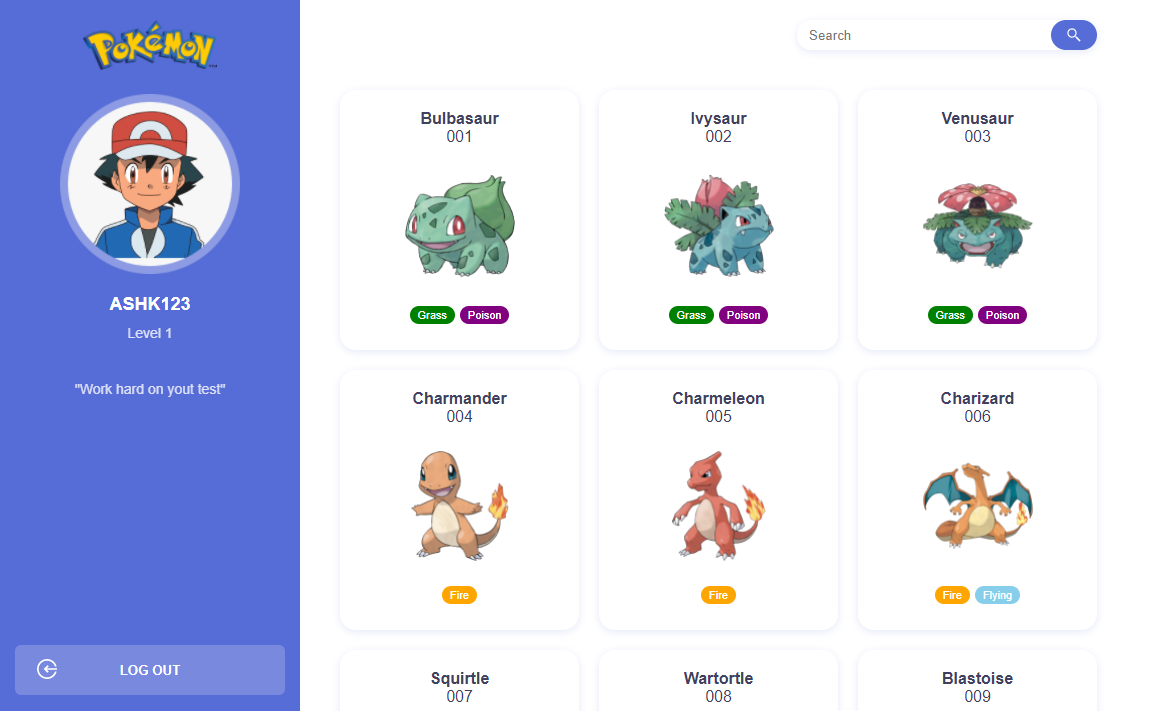 POKéMON
ASHK123
Level 1
"Work hard on yout test"
LOG OUT
Search
Bulbasaur
001
Grass Poison
Ivysaur
002
Grass Poison
Venusaur
003
Grass Poison
Charmander
004
Fire
Charmeleon
005
Fire
Charizard
006
Fire Flying
Squirtle
007
Wartortle
008
Blastoise
009